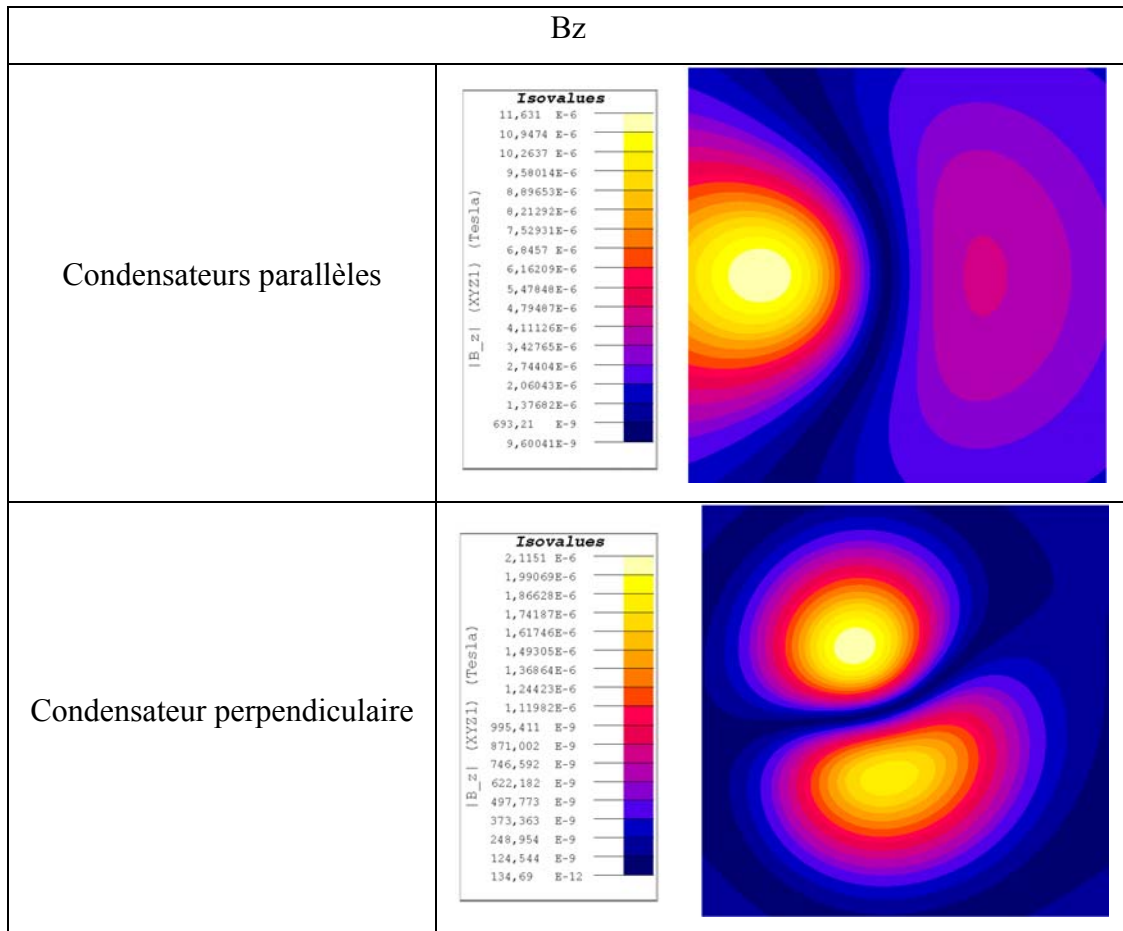 Bz
Condensateurs parallèles
Isovalues
11,631 E-6
10,9474 E-6
10,2637 E-6
9,58014E-6
8,89653E-6
8,21292E-6
7,52931E-6
6,8457 E-6
6,16209E-6
5,47848E-6
4,79487E-6
4,11126E-6
3,42765E-6
2,74404E-6
2,06043E-6
1,37682E-6
693,21 E-9
9,60041E-9
|B_z| (XYZ1) (Tesla)
Condensateur perpendiculaire
Isovalues
2,1151 E-6
1,99069E-6
1,86628E-6
1,74187E-6
1,61746E-6
1,49305E-6
1,36864E-6
1,24423E-6
1,11982E-6
995,411 E-9
871,002 E-9
746,592 E-9
622,182 E-9
497,773 E-9
373,363 E-9
248,954 E-9
124,544 E-9
134,69 E-12
|B_z| (XYZ1) (Tesla)